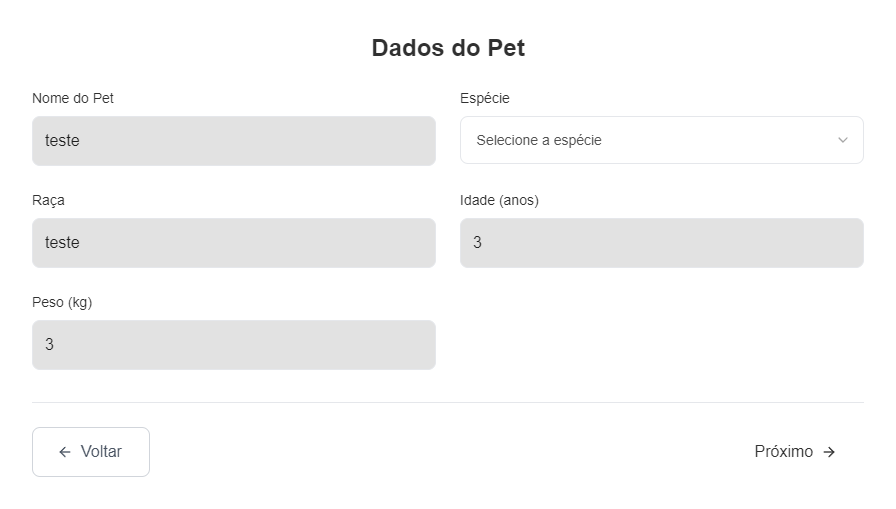 Dados do Pet
Nome do Pet
Espécie
teste
Selecione a espécie
Raça
Idade (anos)
teste
3
Peso (kg)
3
Voltar
Próximo